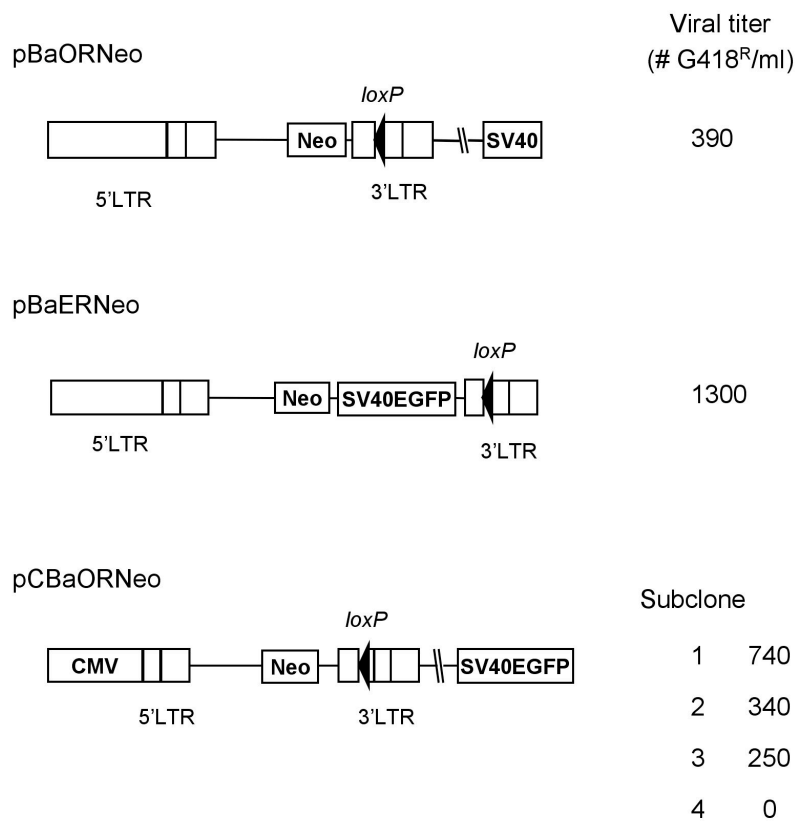 Viral titer
(# G418ᴿ/ml)
pBaORNeo
loxP
Neo
SV40
390
5'LTR
3'LTR
pBaERNeo
loxP
Neo
SV40EGFP
1300
5'LTR
3'LTR
pCBaORNeo
Subclone
loxP
CMV
Neo
SV40EGFP
5'LTR
3'LTR
1 740
2 340
3 250
4 0